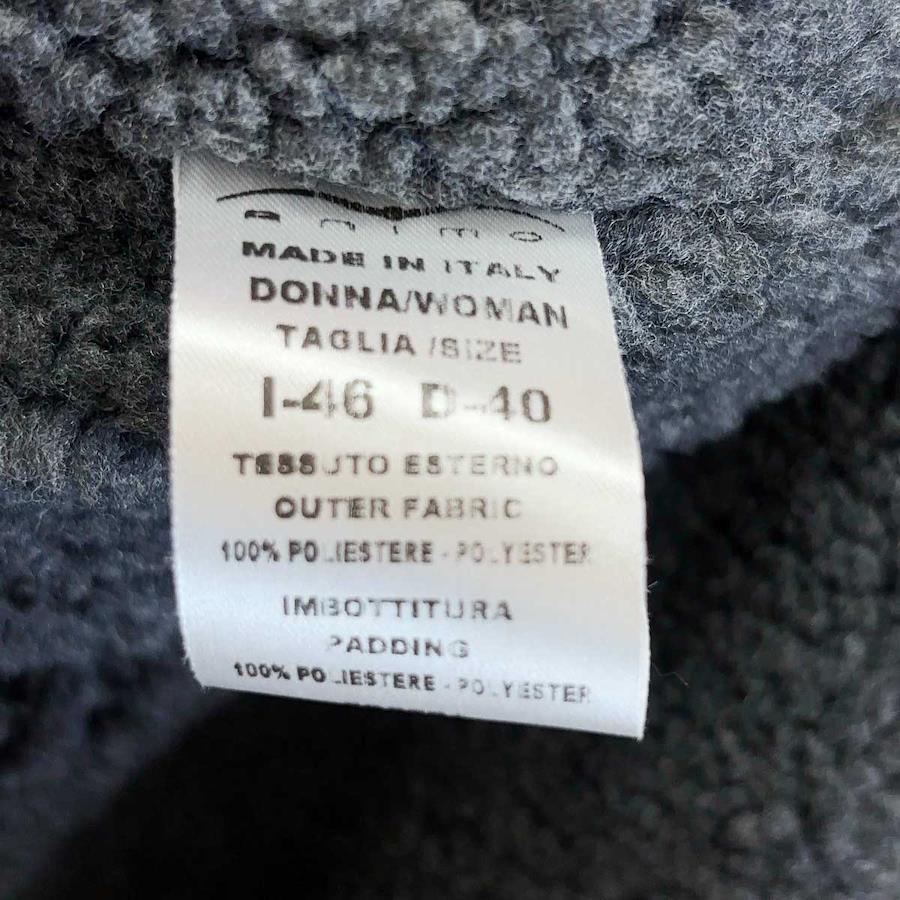 Animo
MADE IN ITALY
DONNA/WOMAN
TAGLIA /SIZE
I-46 D-40
TESSUTO ESTERNO
OUTER FABRIC
100% POLIESTERE - POLYESTER
IMBOTTITURA
PADDING
100% POLIESTERE - POLYESTER